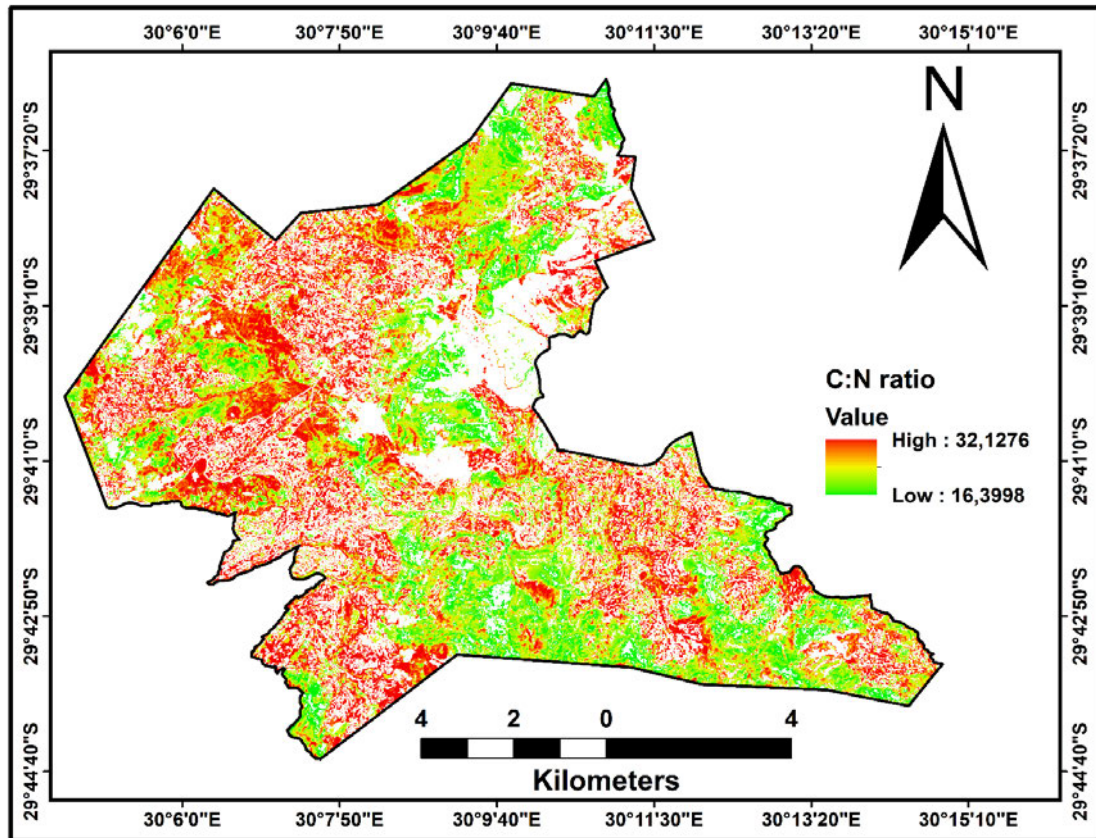 30°6'0"E 30°7'50"E 30°9'40"E 30°11'30"E 30°13'20"E 30°15'10"E
N
29°37'20"S 29°37'20"S
29°39'10"S 29°39'10"S
C:N ratio
Value
High : 32,1276
Low : 16,3998
29°41'0"S 29°41'0"S
29°42'50"S 29°42'50"S
4 2 0 4
Kilometers
29°44'40"S 29°44'40"S
30°6'0"E 30°7'50"E 30°9'40"E 30°11'30"E 30°13'20"E 30°15'10"E